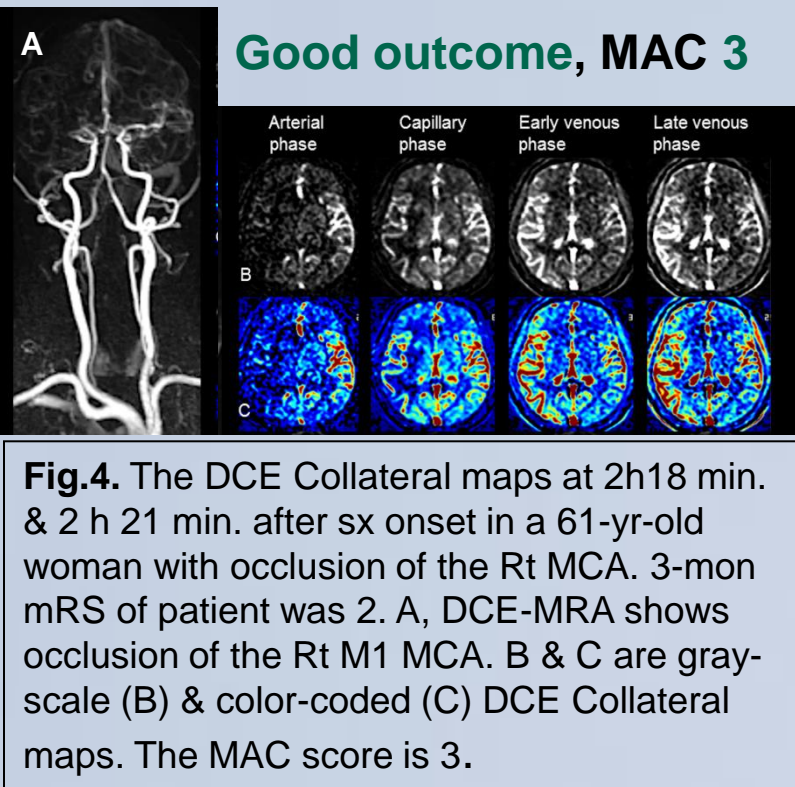 A
Good outcome, MAC 3
Arterial phase
Capillary phase
Early venous phase
Late venous phase
B
C
Fig.4. The DCE Collateral maps at 2h18 min.
& 2 h 21 min. after sx onset in a 61-yr-old
woman with occlusion of the Rt MCA. 3-mon
mRS of patient was 2. A, DCE-MRA shows
occlusion of the Rt M1 MCA. B & C are gray-
scale (B) & color-coded (C) DCE Collateral
maps. The MAC score is 3.